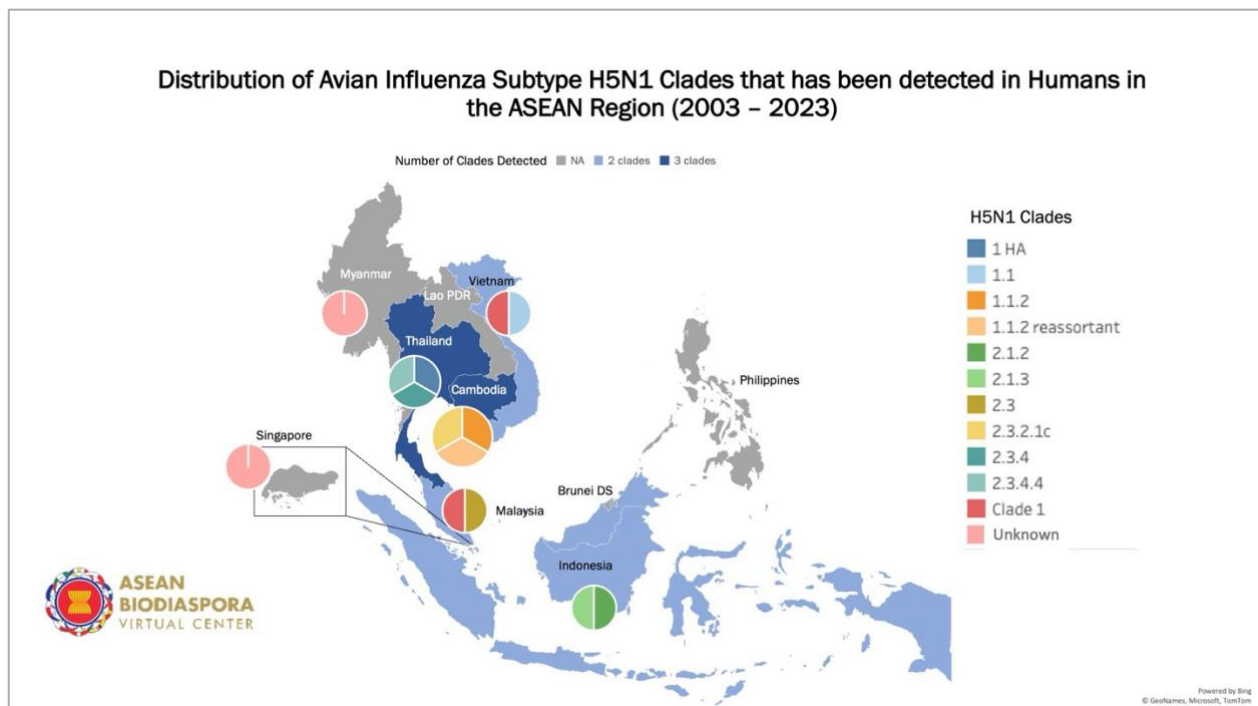 Distribution of Avian Influenza Subtype H5N1 Clades that has been detected in Humans in
the ASEAN Region (2003 – 2023)
Number of Clades Detected NA 2 clades 3 clades
H5N1 Clades
1 HA
1.1
1.1.2
1.1.2 reassortant
2.1.2
2.1.3
2.3
2.3.2.1c
2.3.4
2.3.4.4
Clade 1
Unknown
Myanmar
Vietnam
Lao PDR
Thailand
Cambodia
Philippines
Singapore
Brunei DS
Malaysia
Indonesia
ASEAN
BIODIASPORA
VIRTUAL CENTER
Powered by Bing
© GeoNames, Microsoft, TomTom